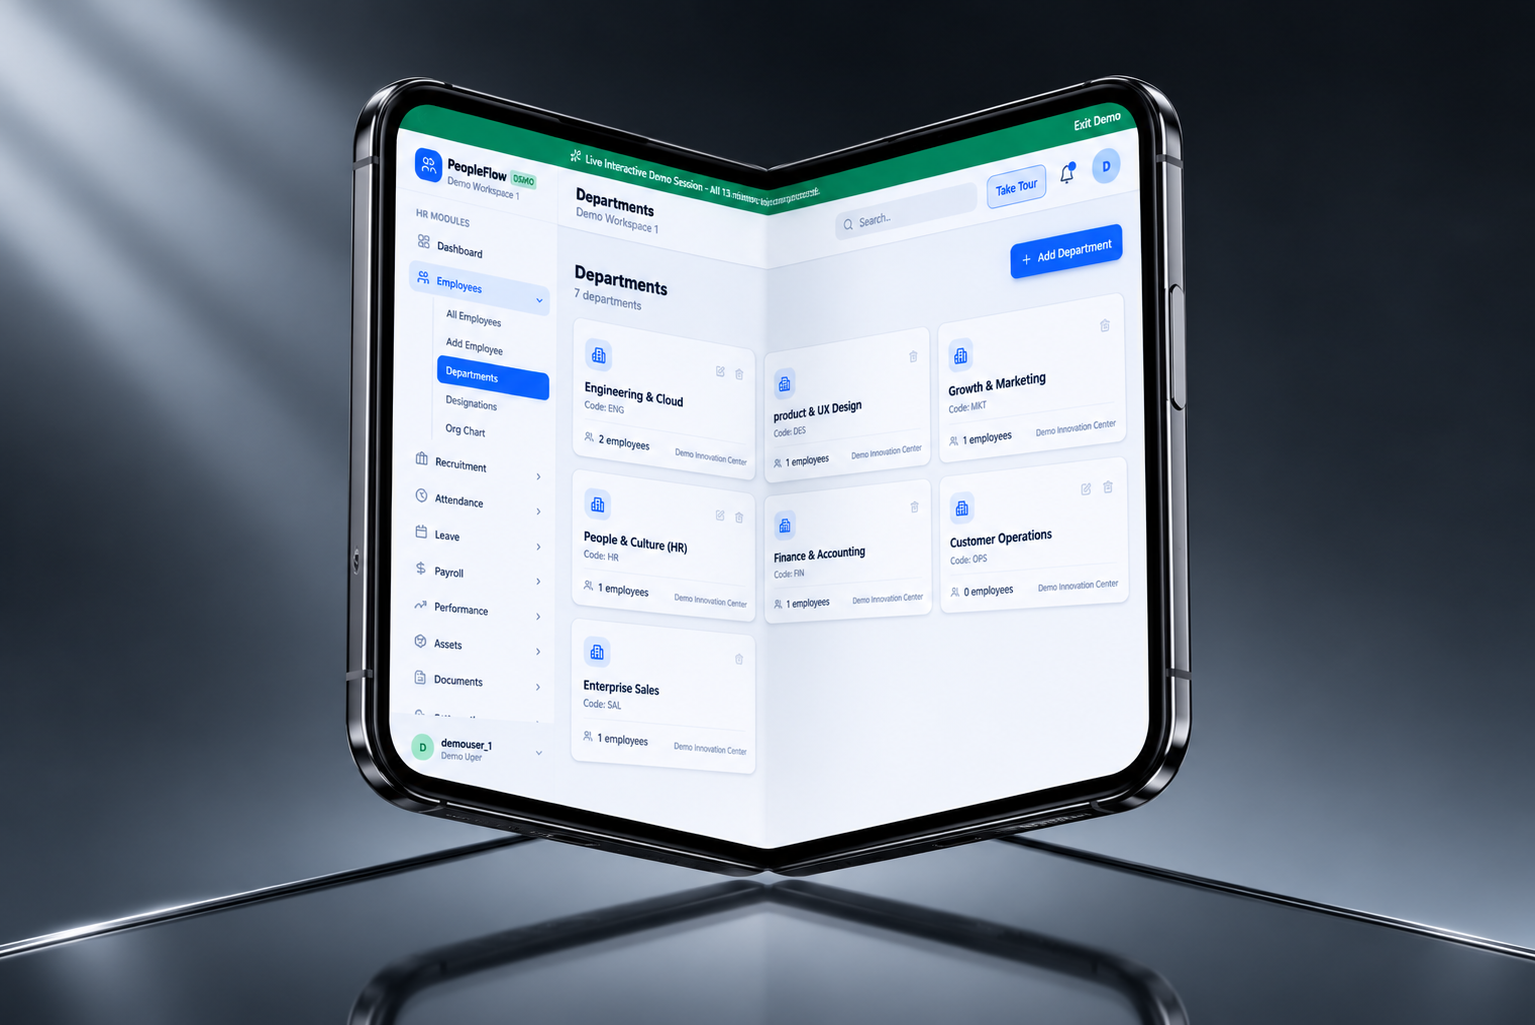 Exit Demo
Live Interactive Demo Session - All 13
PeopleFlow DEMO
Demo Workspace 1
Departments
Demo Workspace 1
Search..
Take Tour
D
HR MODULES
Dashboard
Employees
All Employees
Add Employee
Departments
Designations
Org Chart
Recruitment
Attendance
Leave
Payroll
Performance
Assets
Documents
D
demouser_1
Demo Uger
Departments
7 departments
+ Add Department
Engineering & Cloud
Code: ENG
2 employees Demo Innovation Center
product & UX Design
Code: DES
1 employees Demo Innovation Center
Growth & Marketing
Code: MKT
1 employees Demo Innovation Center
People & Culture (HR)
Code: HR
1 employees Demo Innovation Center
Finance & Accounting
Code: FIN
1 employees Demo Innovation Center
Customer Operations
Code: OPS
0 employees Demo Innovation Center
Enterprise Sales
Code: SAL
1 employees Demo Innovation Center